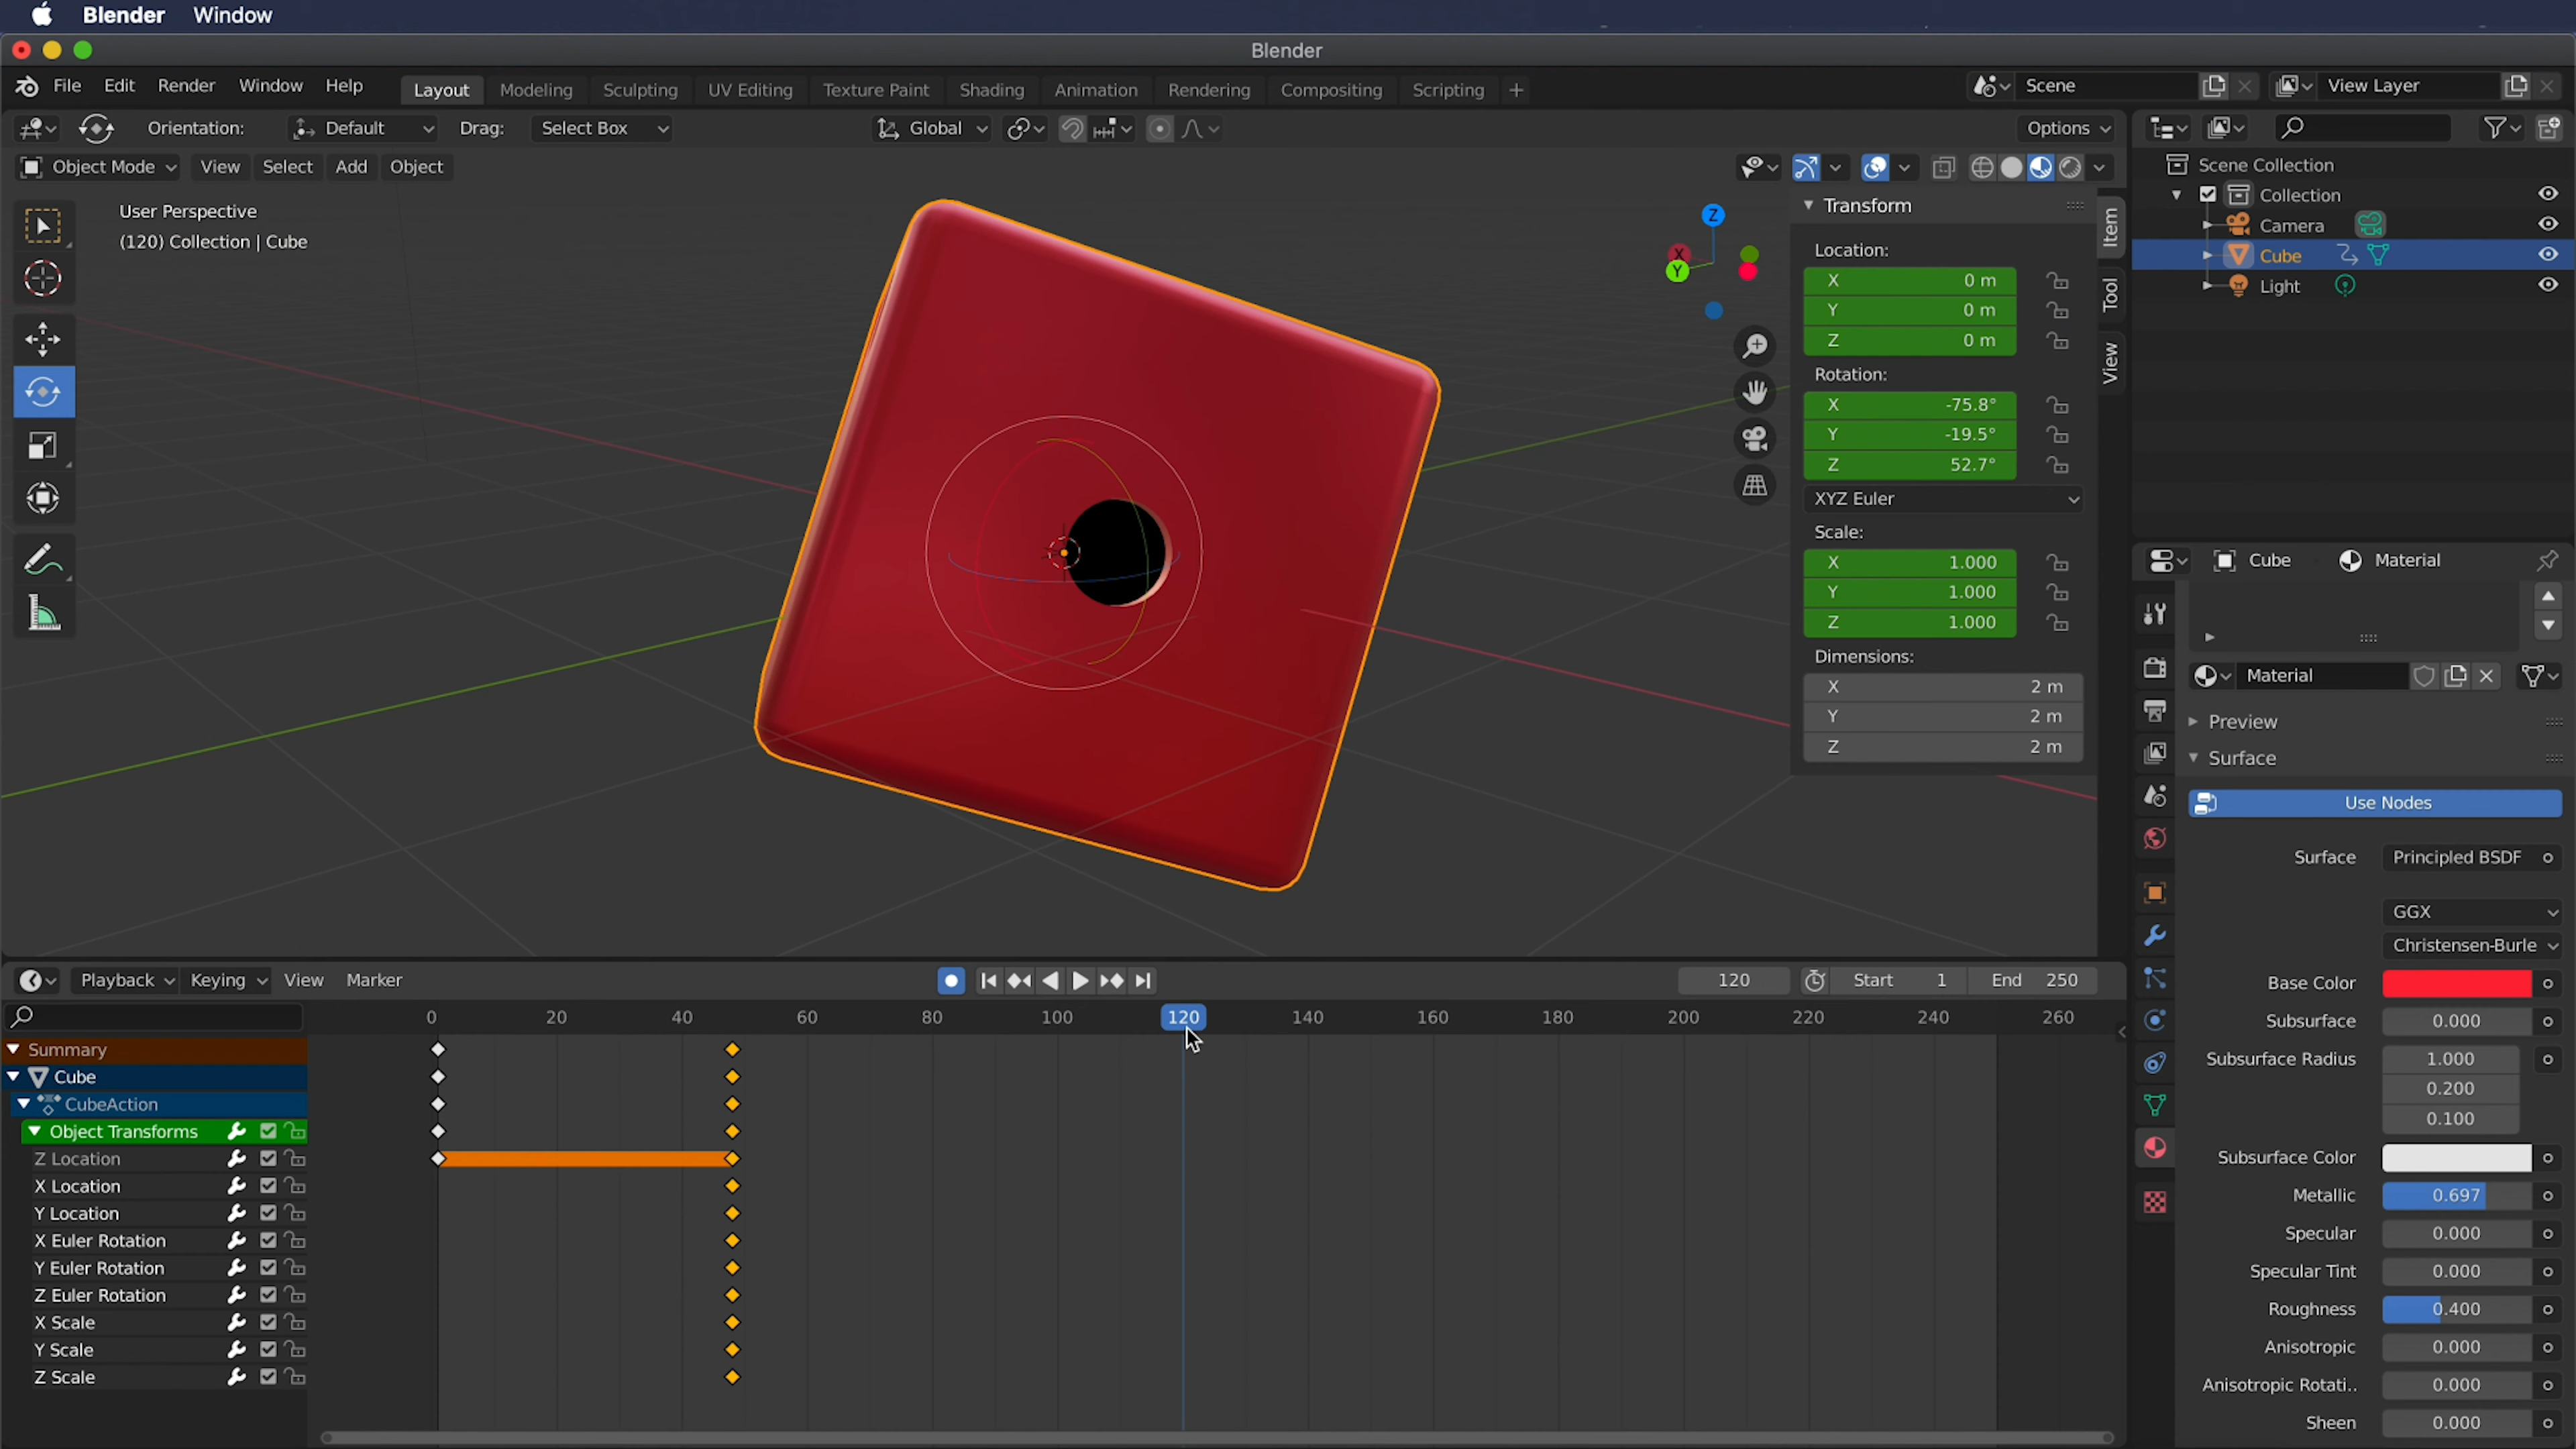 Blender Window
Blender
File Edit Render Window Help Layout Modeling Sculpting UV Editing Texture Paint Shading Animation Rendering Compositing Scripting + Scene View Layer
Orientation: Default Drag: Select Box Global Options
Object Mode View Select Add Object
User Perspective
(120) Collection | Cube
Z
X
Y
Transform
Location:
X 0 m
Y 0 m
Z 0 m
Rotation:
X -75.8°
Y -19.5°
Z 52.7°
XYZ Euler
Scale:
X 1.000
Y 1.000
Z 1.000
Dimensions:
X 2 m
Y 2 m
Z 2 m
Item
Tool
View
Scene Collection
Collection
Camera
Cube
Light
Cube Material
Material
Preview
Surface
Use Nodes
Surface Principled BSDF
GGX
Christensen-Burle
Base Color
Subsurface 0.000
Subsurface Radius 1.000
0.200
0.100
Subsurface Color
Metallic 0.697
Specular 0.000
Specular Tint 0.000
Roughness 0.400
Anisotropic 0.000
Anisotropic Rotati.. 0.000
Sheen 0.000
Playback Keying View Marker 120 Start 1 End 250
0 20 40 60 80 100 120 140 160 180 200 220 240 260
Summary
Cube
CubeAction
Object Transforms
Z Location
X Location
Y Location
X Euler Rotation
Y Euler Rotation
Z Euler Rotation
X Scale
Y Scale
Z Scale